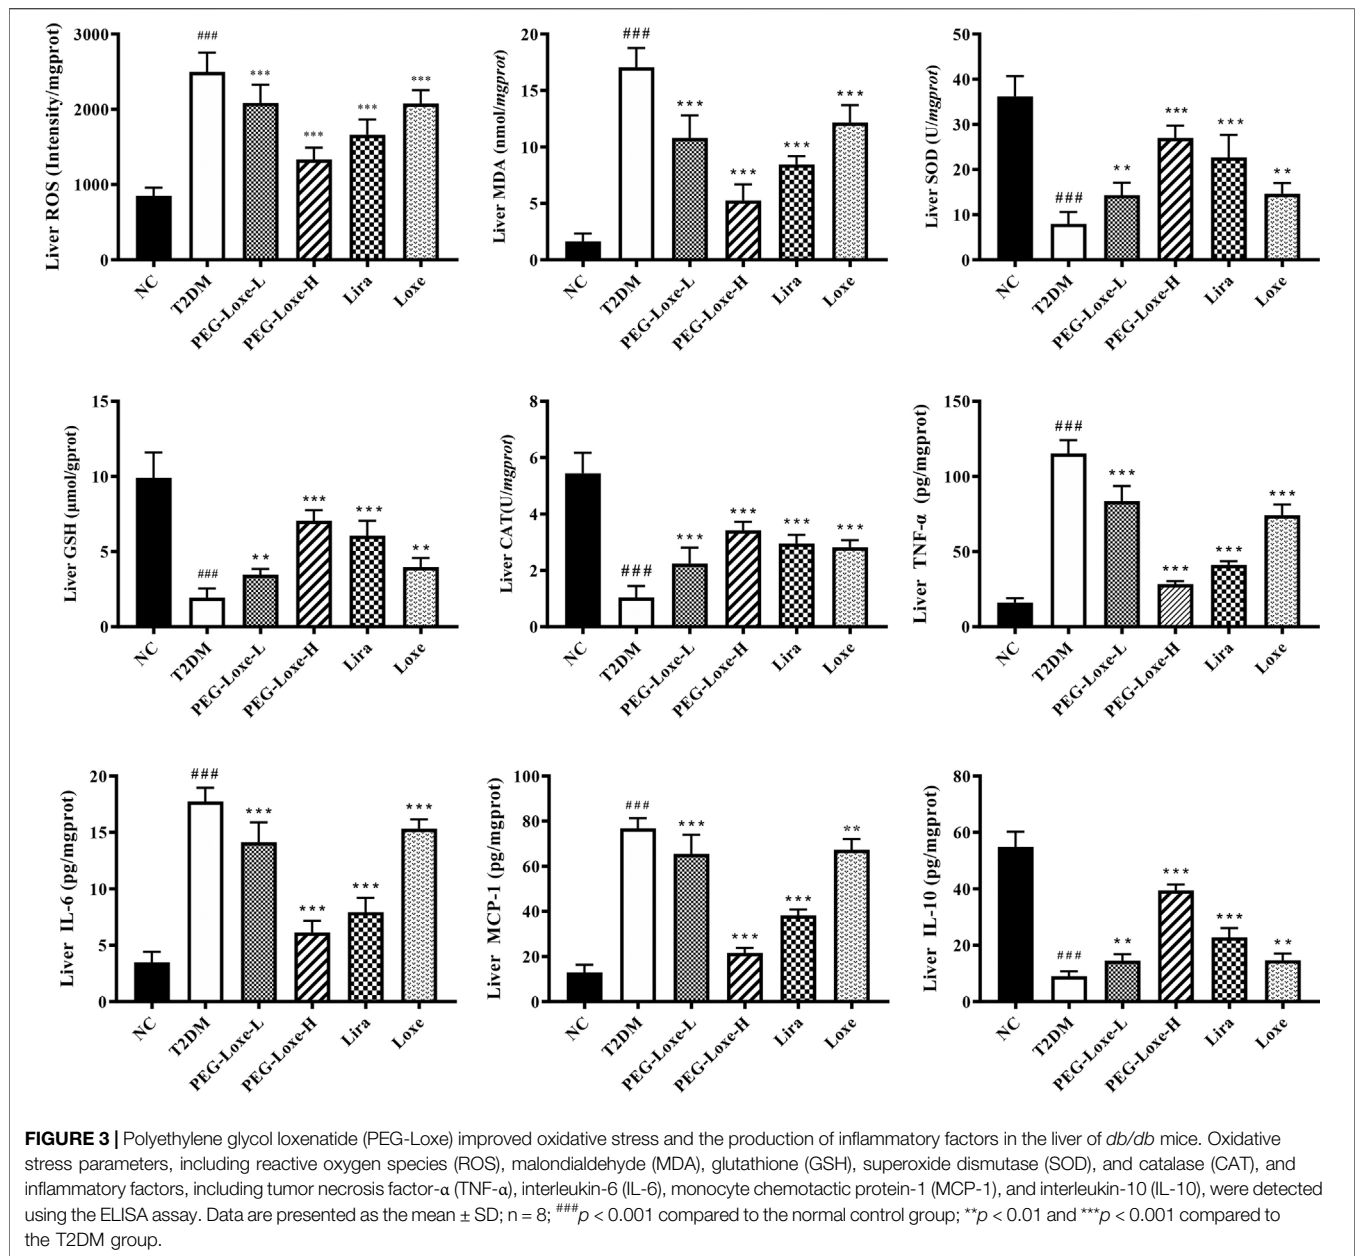 Liver ROS (Intensity/mgprot)
3000
2000
1000
0
###
***
***
***
***
NC
T2DM
PEG-Loxe-L
PEG-Loxe-H
Lira
Loxe
Liver MDA (nmol/mgprot)
20
15
10
5
0
###
***
***
***
***
NC
T2DM
PEG-Loxe-L
PEG-Loxe-H
Lira
Loxe
Liver SOD (U/mgprot)
50
40
30
20
10
0
###
**
***
***
**
NC
T2DM
PEG-Loxe-L
PEG-Loxe-H
Lira
Loxe
Liver GSH (μmol/gprot)
15
10
5
0
###
**
***
***
**
NC
T2DM
PEG-Loxe-L
PEG-Loxe-H
Lira
Loxe
Liver CAT(U/mgprot)
8
6
4
2
0
###
***
***
***
***
NC
T2DM
PEG-Loxe-L
PEG-Loxe-H
Lira
Loxe
Liver TNF-α (pg/mgprot)
150
100
50
0
###
***
***
***
***
NC
T2DM
PEG-Loxe-L
PEG-Loxe-H
Lira
Loxe
Liver IL-6 (pg/mgprot)
20
15
10
5
0
###
***
***
***
***
NC
T2DM
PEG-Loxe-L
PEG-Loxe-H
Lira
Loxe
Liver MCP-1 (pg/mgprot)
100
80
60
40
20
0
###
***
***
***
**
NC
T2DM
PEG-Loxe-L
PEG-Loxe-H
Lira
Loxe
Liver IL-10 (pg/mgprot)
80
60
40
20
0
###
**
***
***
**
NC
T2DM
PEG-Loxe-L
PEG-Loxe-H
Lira
Loxe
FIGURE 3 | Polyethylene glycol loxenatide (PEG-Loxe) improved oxidative stress and the production of inflammatory factors in the liver of db/db mice. Oxidative
stress parameters, including reactive oxygen species (ROS), malondialdehyde (MDA), glutathione (GSH), superoxide dismutase (SOD), and catalase (CAT), and
inflammatory factors, including tumor necrosis factor-α (TNF-α), interleukin-6 (IL-6), monocyte chemotactic protein-1 (MCP-1), and interleukin-10 (IL-10), were detected
using the ELISA assay. Data are presented as the mean ± SD; n = 8; ###p < 0.001 compared to the normal control group; **p < 0.01 and ***p < 0.001 compared to
the T2DM group.